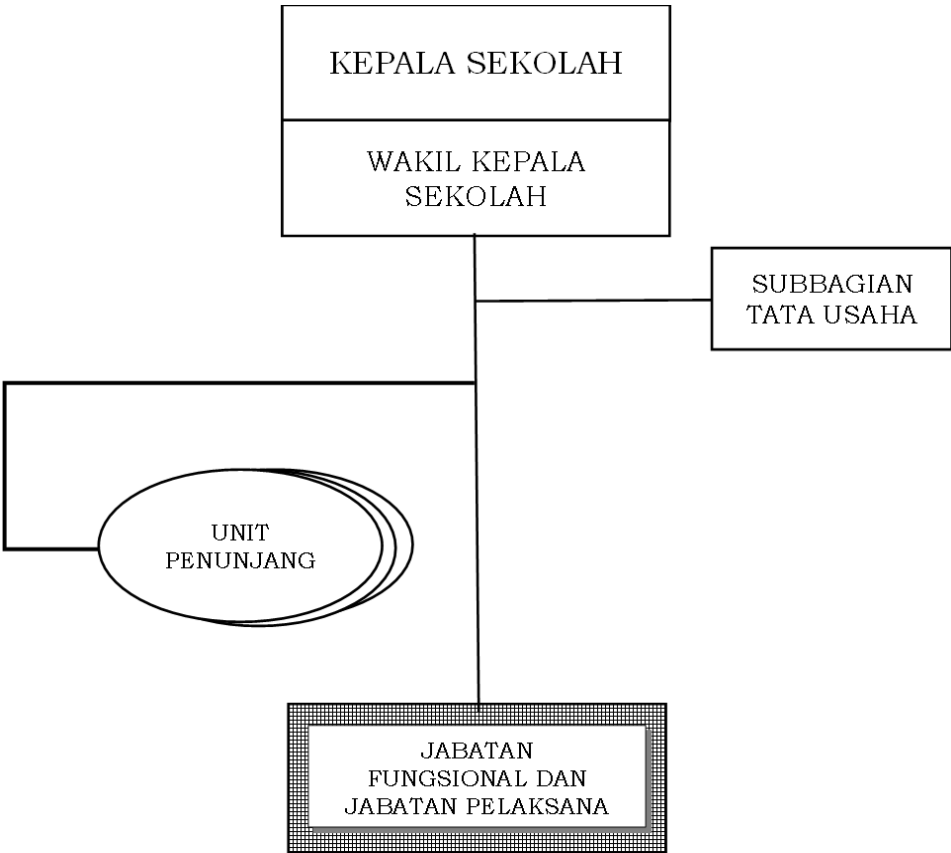 KEPALA SEKOLAH
WAKIL KEPALA
SEKOLAH
SUBBAGIAN
TATA USAHA
UNIT
PENUNJANG
JABATAN
FUNGSIONAL DAN
JABATAN PELAKSANA